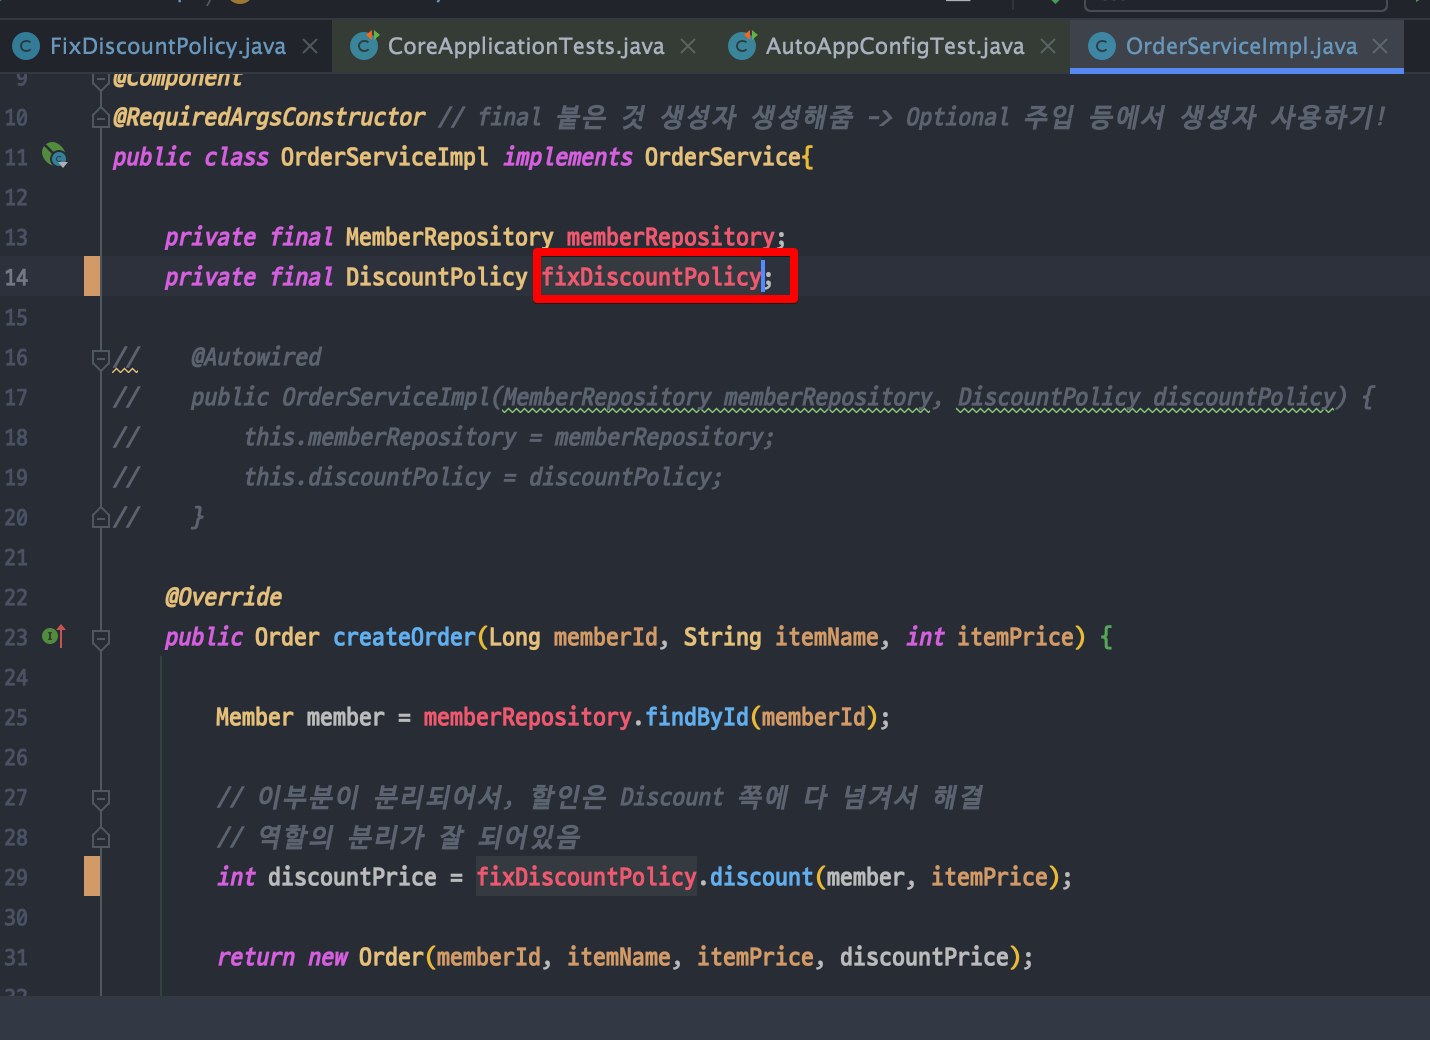 FixDiscountPolicy.java CoreApplicationTests.java AutoAppConfigTest.java OrderServiceImpl.java
9 @Component
10 @RequiredArgsConstructor // final 붙은 것 생성자 생성해줌 -> Optional 주입 등에서 생성자 사용하기!
11 public class OrderServiceImpl implements OrderService{
12
13 private final MemberRepository memberRepository;
14 private final DiscountPolicy fixDiscountPolicy;
15
16 // @Autowired
17 // public OrderServiceImpl(MemberRepository memberRepository, DiscountPolicy discountPolicy) {
18 // this.memberRepository = memberRepository;
19 // this.discountPolicy = discountPolicy;
20 // }
21
22 @Override
23 public Order createOrder(Long memberId, String itemName, int itemPrice) {
24
25 Member member = memberRepository.findById(memberId);
26
27 // 이부분이 분리되어서, 할인은 Discount 쪽에 다 넘겨서 해결
28 // 역할의 분리가 잘 되어있음
29 int discountPrice = fixDiscountPolicy.discount(member, itemPrice);
30
31 return new Order(memberId, itemName, itemPrice, discountPrice);